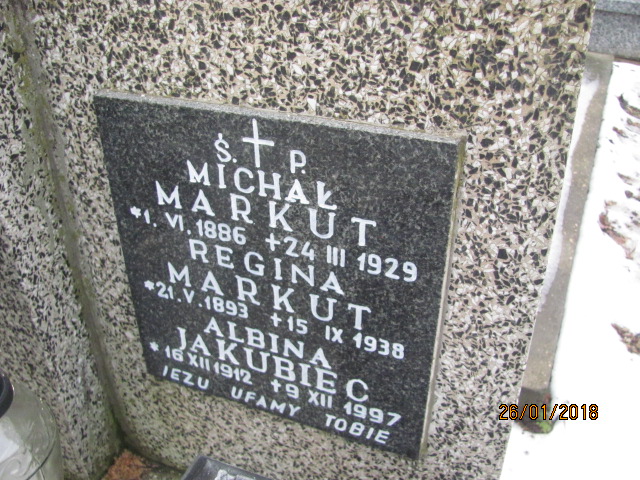 Ś. P.
MICHAŁ
MARKUT
*1. VI. 1886 +24 III 1929
REGINA
MARKUT
*21. V. 1893 +15 IX 1938
ALBINA
JAKUBIEC
*16 XII 1912 +9 XII 1997
JEZU UFAMY TOBIE
26/01/2018